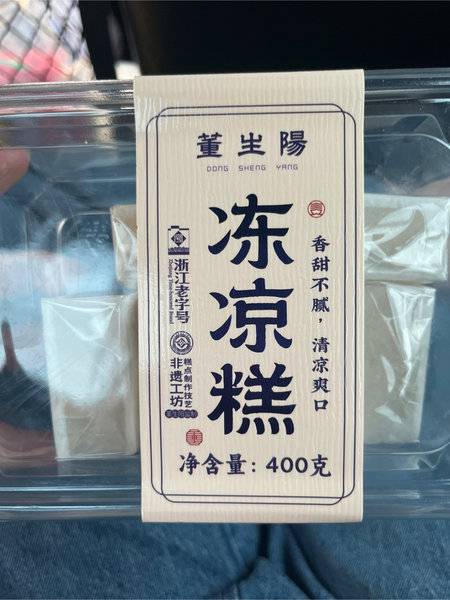 董生陽
DONG SHENG YANG
冻凉糕
香甜不腻，清凉爽口
浙江老字号
糕点制作技艺
非遗工坊
净含量：400克